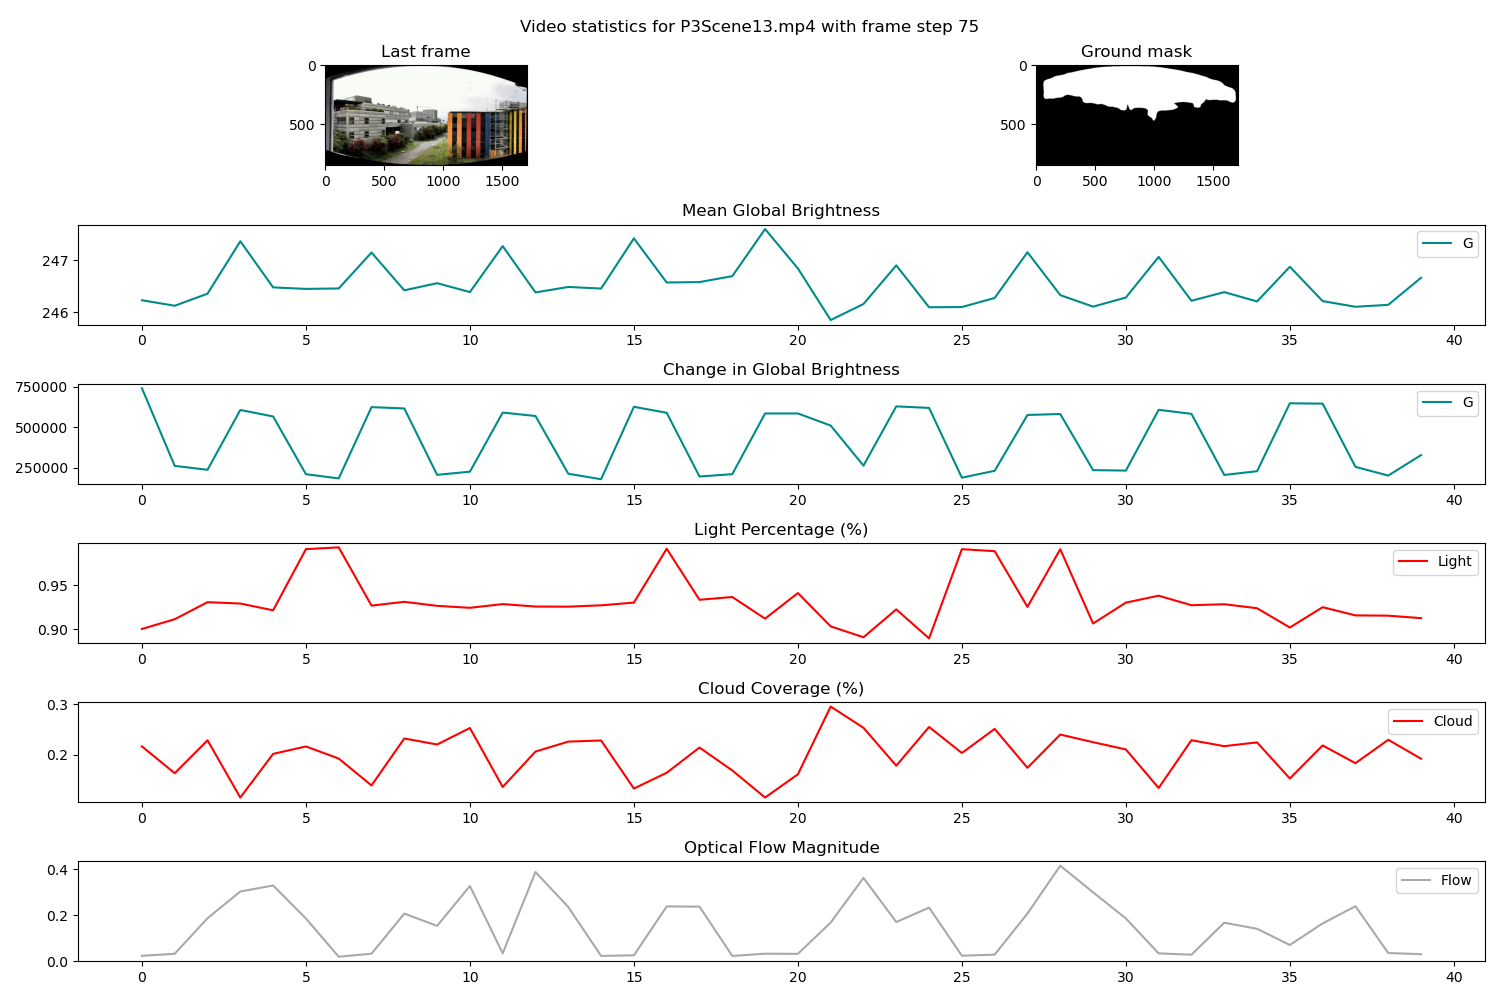 Video statistics for P3Scene13.mp4 with frame step 75
Last frame
Ground mask
0
500
0 500 1000 1500
0
500
0 500 1000 1500
Mean Global Brightness
G
247
246
0 5 10 15 20 25 30 35 40
Change in Global Brightness
G
750000
500000
250000
0 5 10 15 20 25 30 35 40
Light Percentage (%)
Light
0.95
0.90
0 5 10 15 20 25 30 35 40
Cloud Coverage (%)
Cloud
0.3
0.2
0 5 10 15 20 25 30 35 40
Optical Flow Magnitude
Flow
0.4
0.2
0.0
0 5 10 15 20 25 30 35 40